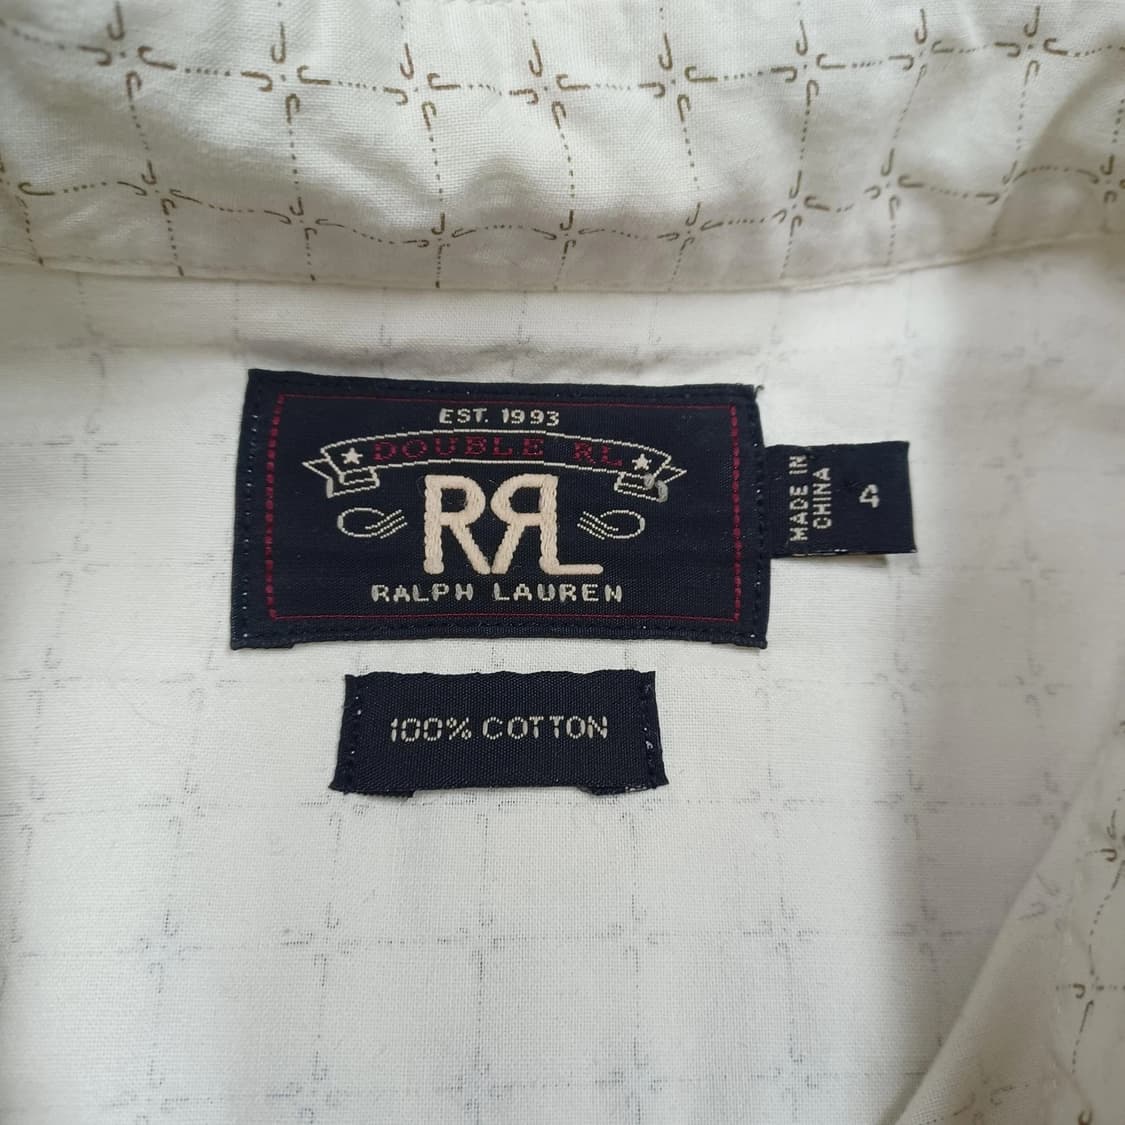 EST. 1993
DOUBLE RL
RRL
RALPH LAUREN
MADE IN
CHINA
4
100% COTTON